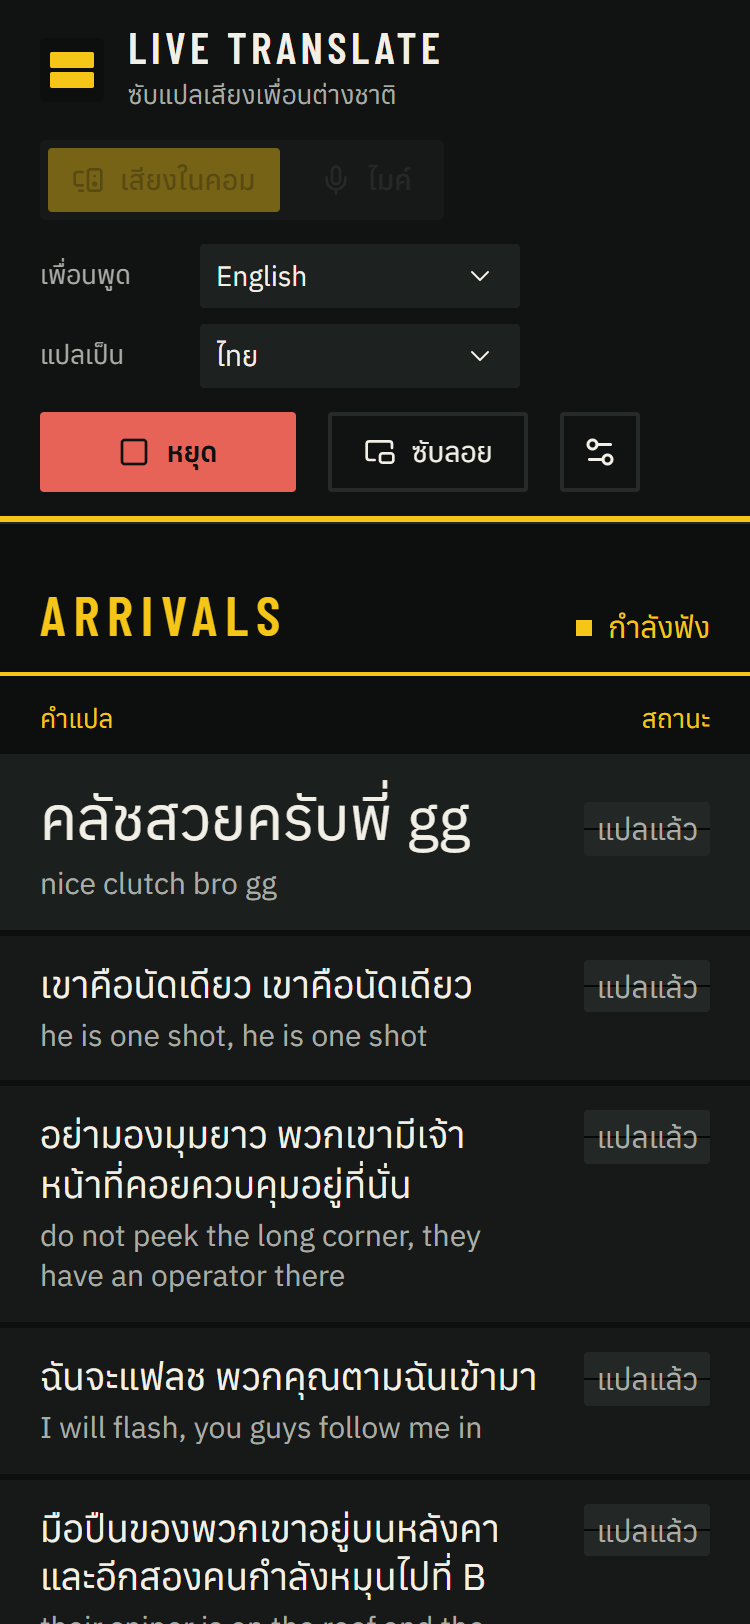 LIVE TRANSLATE
ซับแปลเสียงเพื่อนต่างชาติ
เสียงในคอม ไมค์
เพื่อนพูด English
แปลเป็น ไทย
หยุด ซับลอย
ARRIVALS กำลังฟัง
คำแปล สถานะ
คลัชสวยครับพี่ gg แปลแล้ว
nice clutch bro gg
เขาคือนัดเดียว เขาคือนัดเดียว แปลแล้ว
he is one shot, he is one shot
อย่ามองมุมยาว พวกเขามีเจ้า แปลแล้ว
หน้าที่คอยควบคุมอยู่ที่นั่น
do not peek the long corner, they
have an operator there
ฉันจะแฟลช พวกคุณตามฉันเข้ามา แปลแล้ว
I will flash, you guys follow me in
มือปืนของพวกเขาอยู่บนหลังคา แปลแล้ว
และอีกสองคนกำลังหมุนไปที่ B
their sniper is on the roof and the